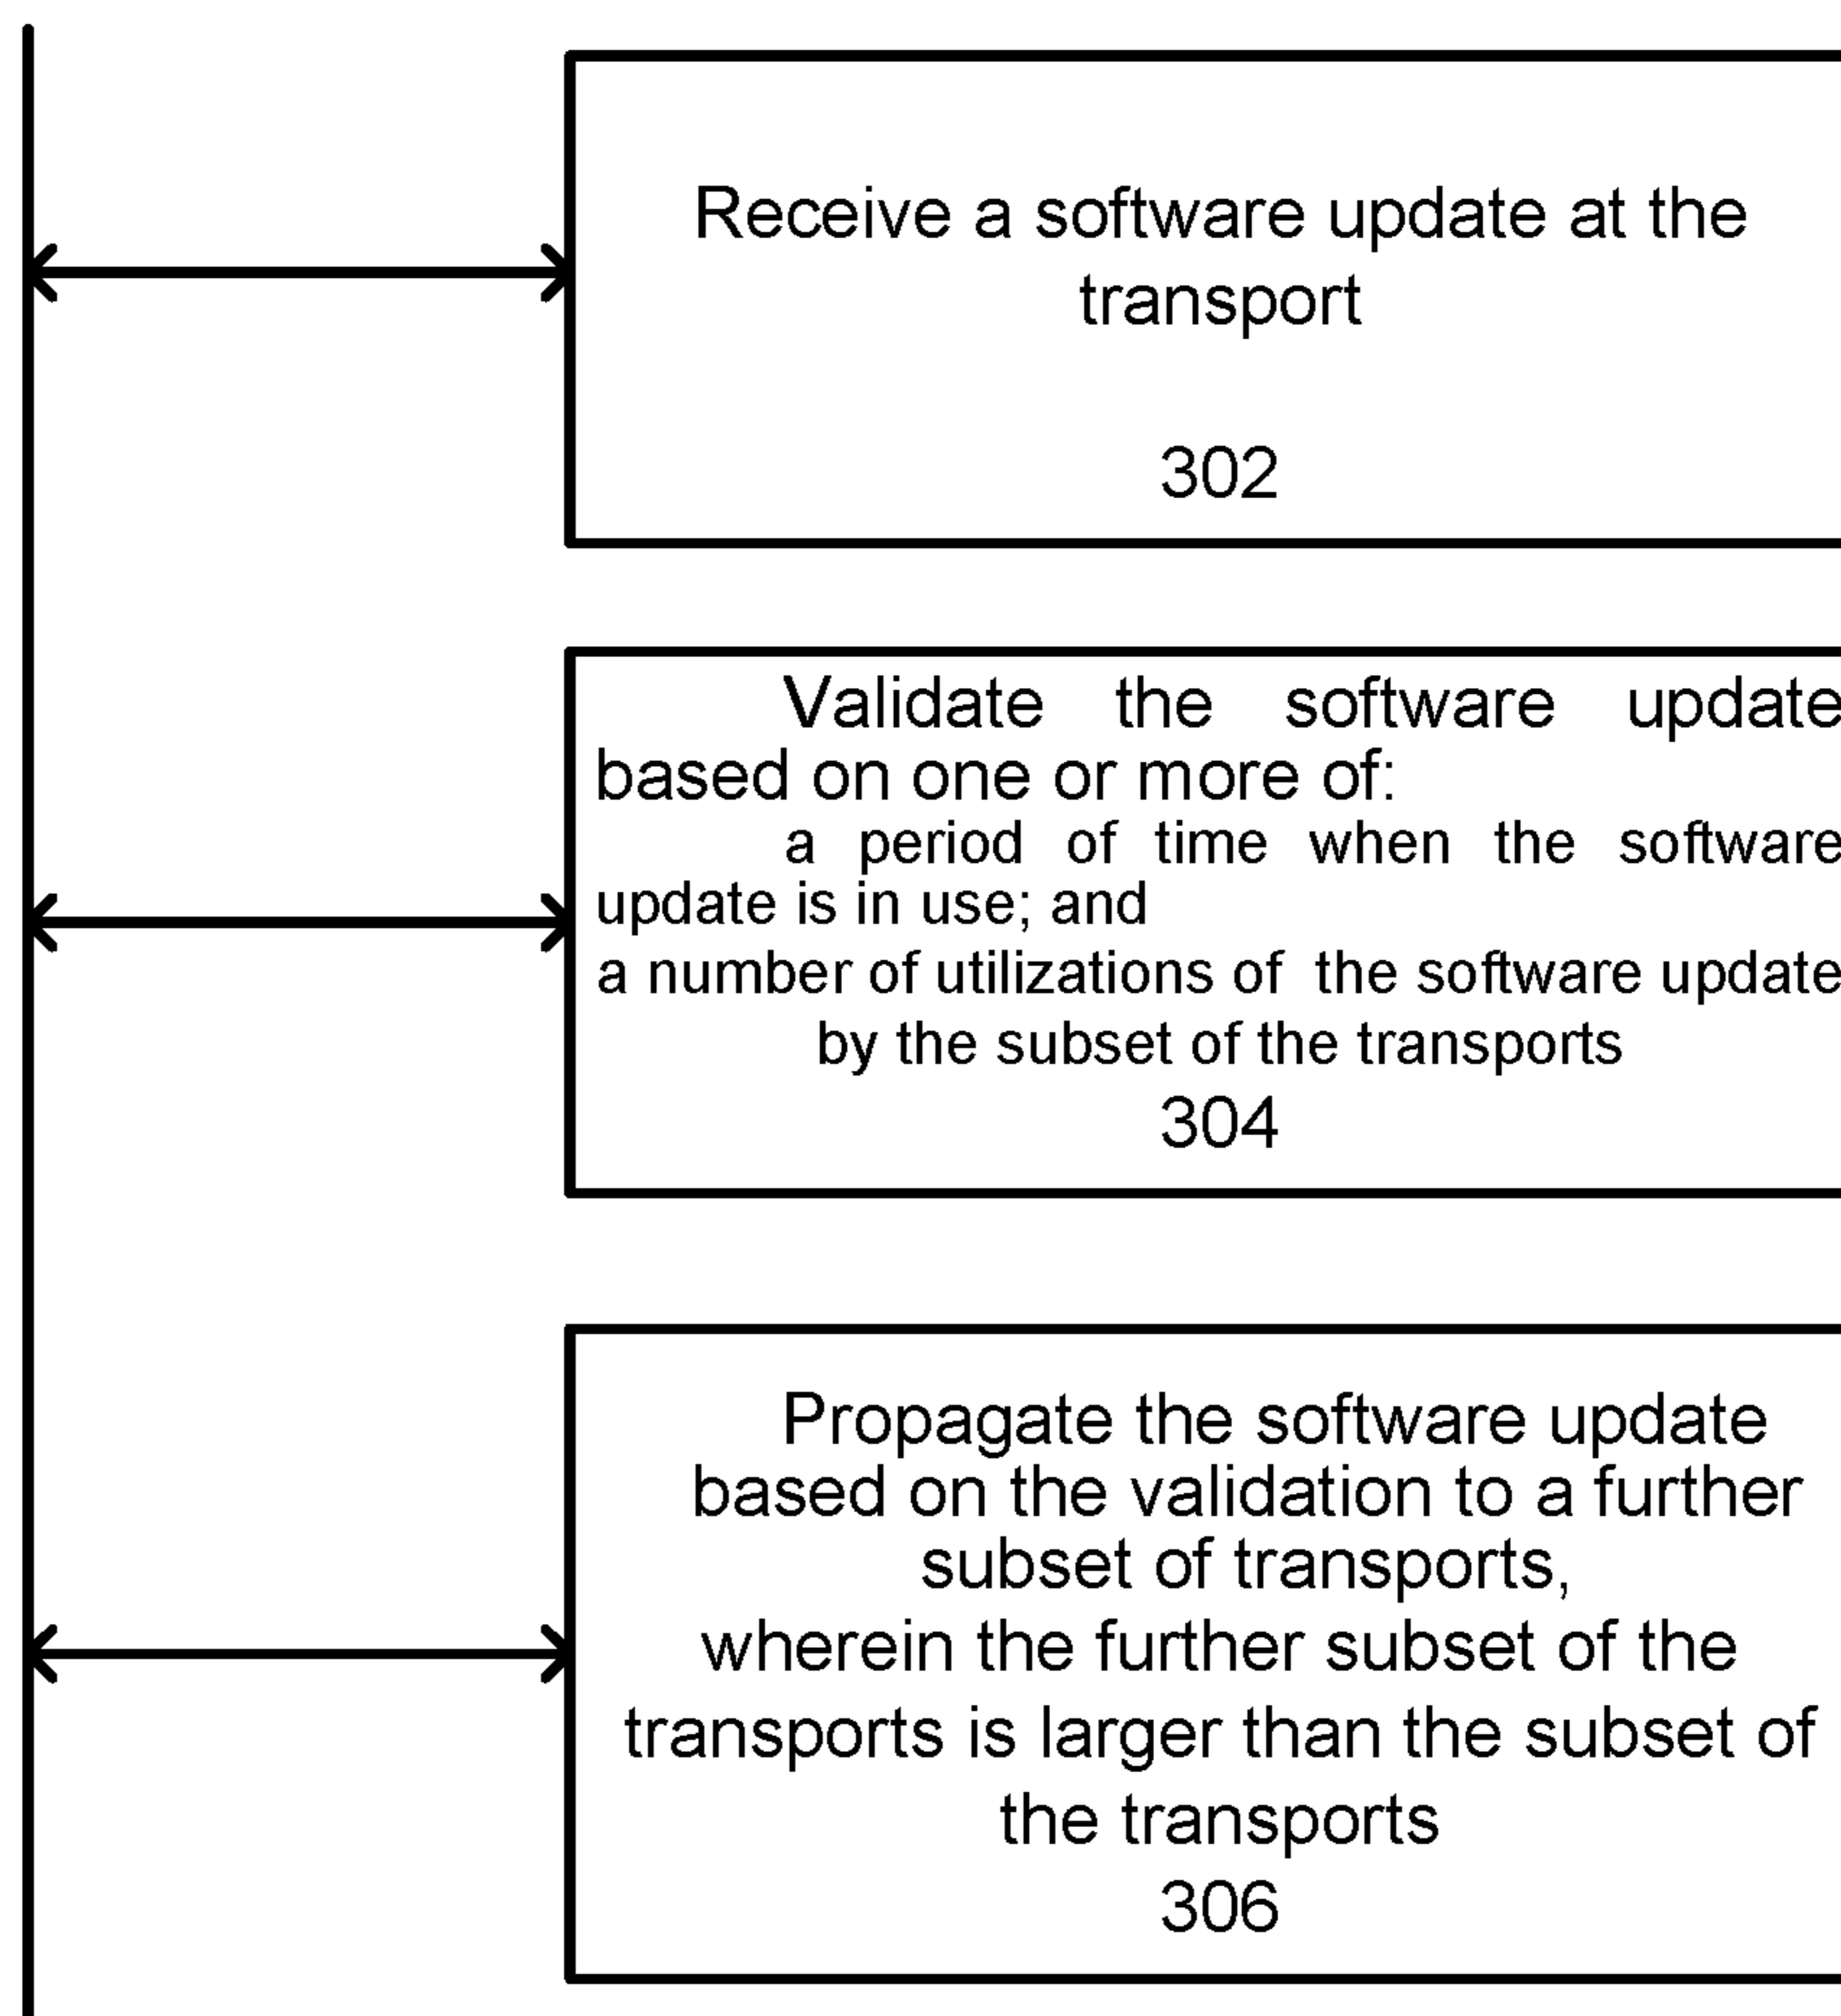 Receive a software update at the
transport
302
Validate the software update
based on one or more of:
a period of time when the software
update is in use; and
a number of utilizations of the software update
by the subset of the transports
304
Propagate the software update
based on the validation to a further
subset of transports,
wherein the further subset of the
transports is larger than the subset of
the transports
306